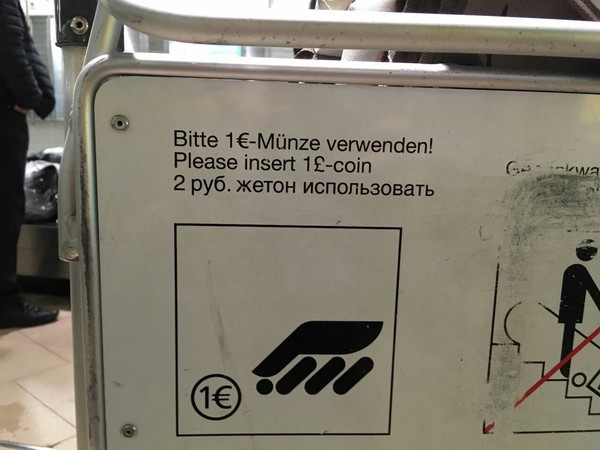 Bitte 1€-Münze verwenden!
Please insert 1£-coin
2 руб. жетон использовать
1€